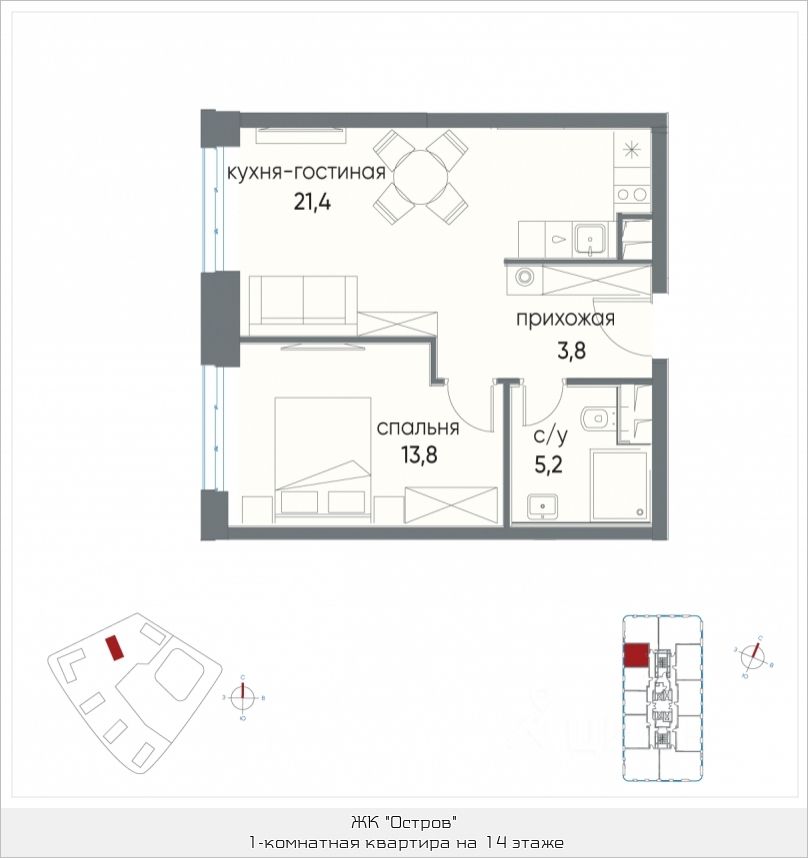 кухня-гостиная
21,4
прихожая
3,8
спальня
13,8
с/у
5,2
С
З
В
Ю
С
З
В
Ю
ЖК "Остров"
1-комнатная квартира на 14 этаже